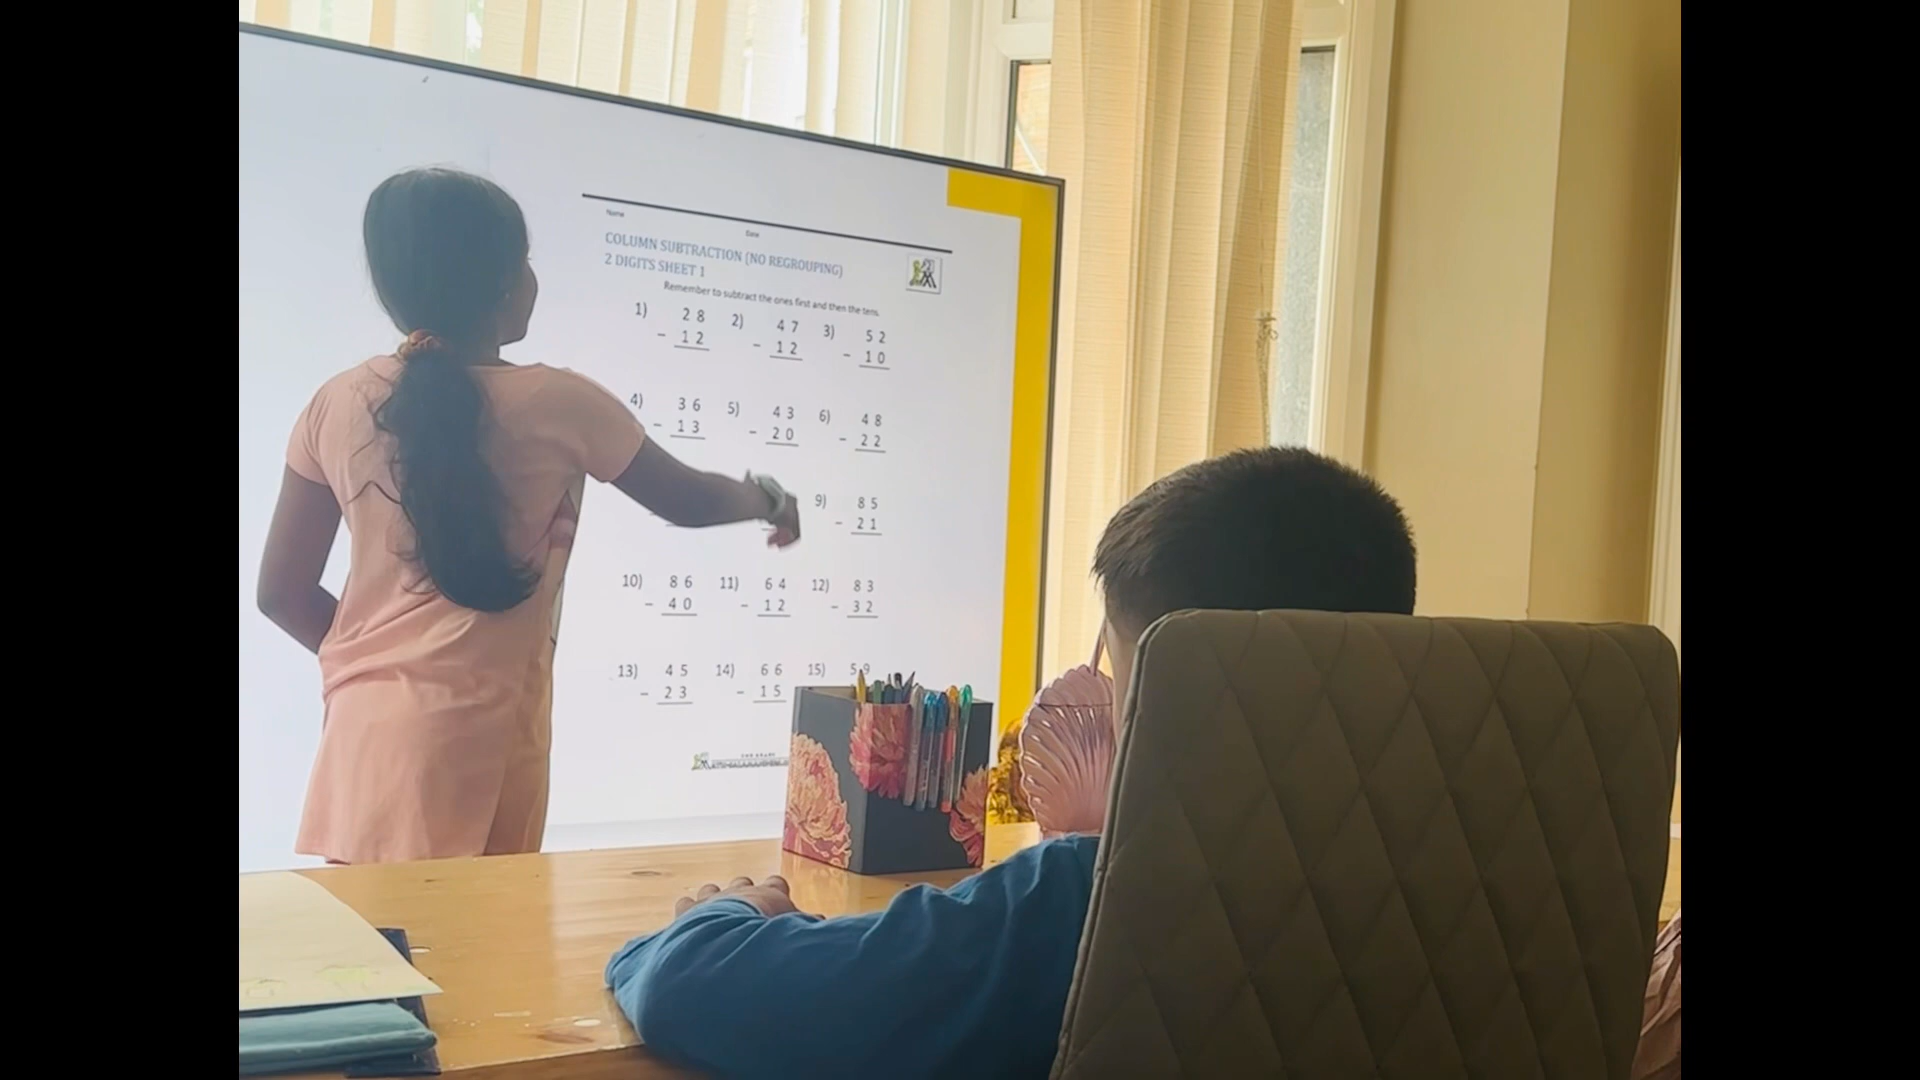 Name
Date
COLUMN SUBTRACTION (NO REGROUPING)
2 DIGITS SHEET 1
Remember to subtract the ones first and then the tens.
1) 28 2) 47 3) 52
- 12 - 12 - 10
4) 36 5) 43 6) 48
- 13 - 20 - 22
9) 85
- 21
10) 86 11) 64 12) 83
- 40 - 12 - 32
13) 45 14) 66 15) 59
- 23 - 15
2ND GRADE